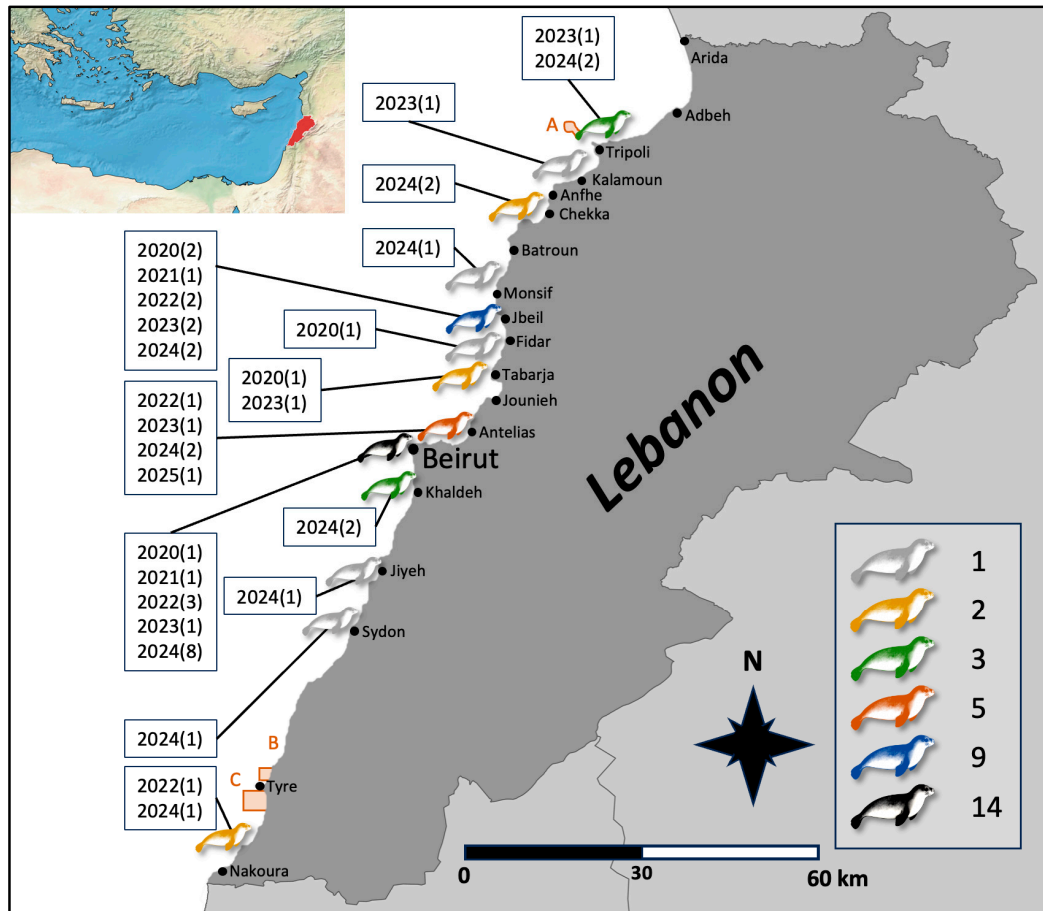 2023(1)
2024(2)
Arida
2023(1)
A
Adbeh
Tripoli
Kalamoun
2024(2)
Anfhe
Chekka
2024(1)
Batroun
2020(2)
2021(1)
2022(2)
2023(2)
2024(2)
Monsif
Jbeil
2020(1)
Fidar
2020(1)
2023(1)
Tabarja
Jounieh
2022(1)
2023(1)
2024(2)
2025(1)
Antelias
Beirut
Lebanon
Khaldeh
2024(2)
2020(1)
2021(1)
2022(3)
2023(1)
2024(8)
Jiyeh
2024(1)
Sydon
2024(1)
B
C
Tyre
2022(1)
2024(1)
Nakoura
1
2
3
5
9
14
N
0 30 60 km